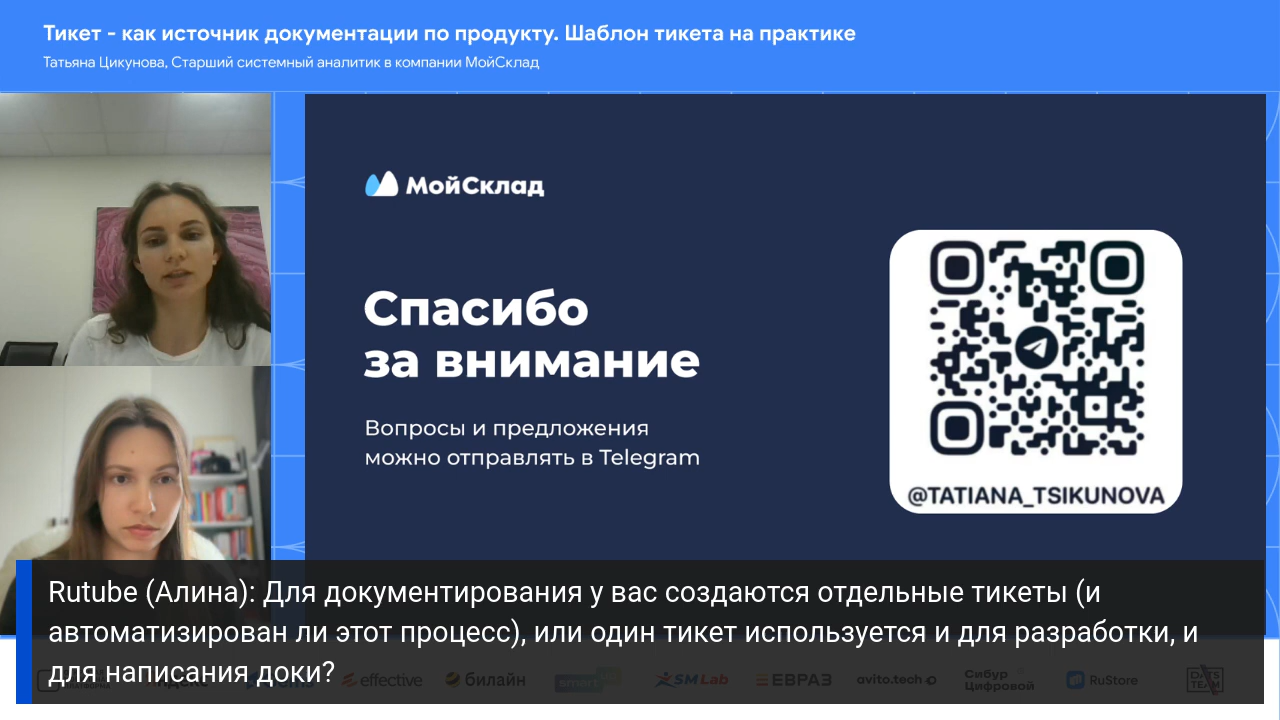 Тикет - как источник документации по продукту. Шаблон тикета на практике
Татьяна Цикунова, Старший системный аналитик в компании МойСклад
МойСклад
Спасибо
за внимание
Вопросы и предложения
можно отправлять в Telegram
@TATIANA_TSIKUNOVA
Rutube (Алина): Для документирования у вас создаются отдельные тикеты (и
автоматизирован ли этот процесс), или один тикет используется и для разработки, и
для написания доки?
effective
билайн
SM Lab
ЕВРАЗ
avito.tech
Сибур
Цифровой
RuStore